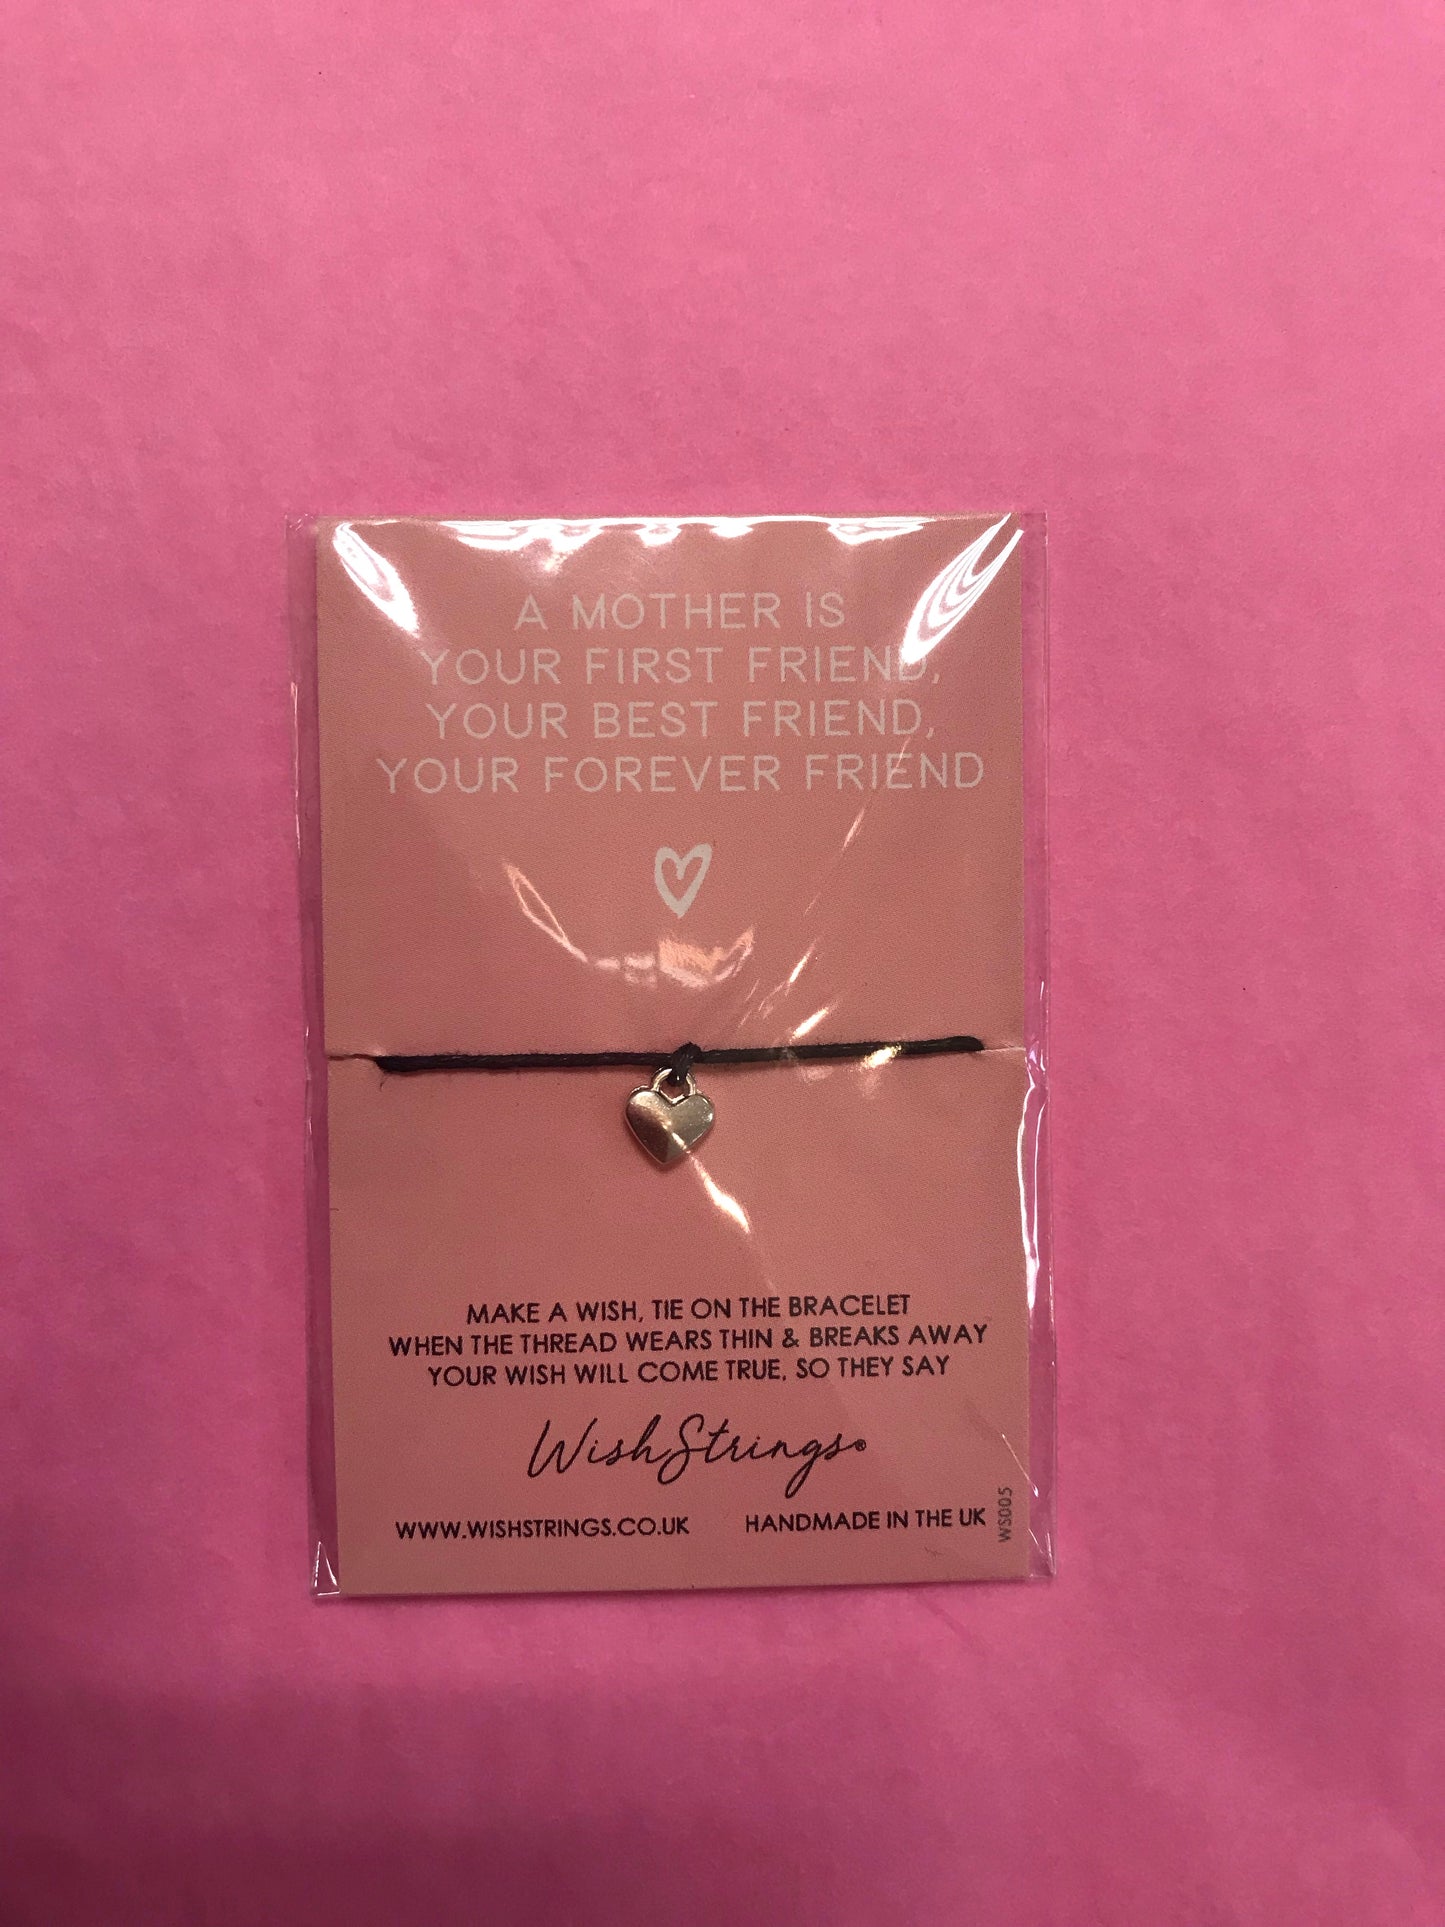 A MOTHER IS
YOUR FIRST FRIEND,
YOUR BEST FRIEND,
YOUR FOREVER FRIEND
MAKE A WISH, TIE ON THE BRACELET
WHEN THE THREAD WEARS THIN & BREAKS AWAY
YOUR WISH WILL COME TRUE, SO THEY SAY
WishStrings®
WWW.WISHSTRINGS.CO.UK HANDMADE IN THE UK
WS005